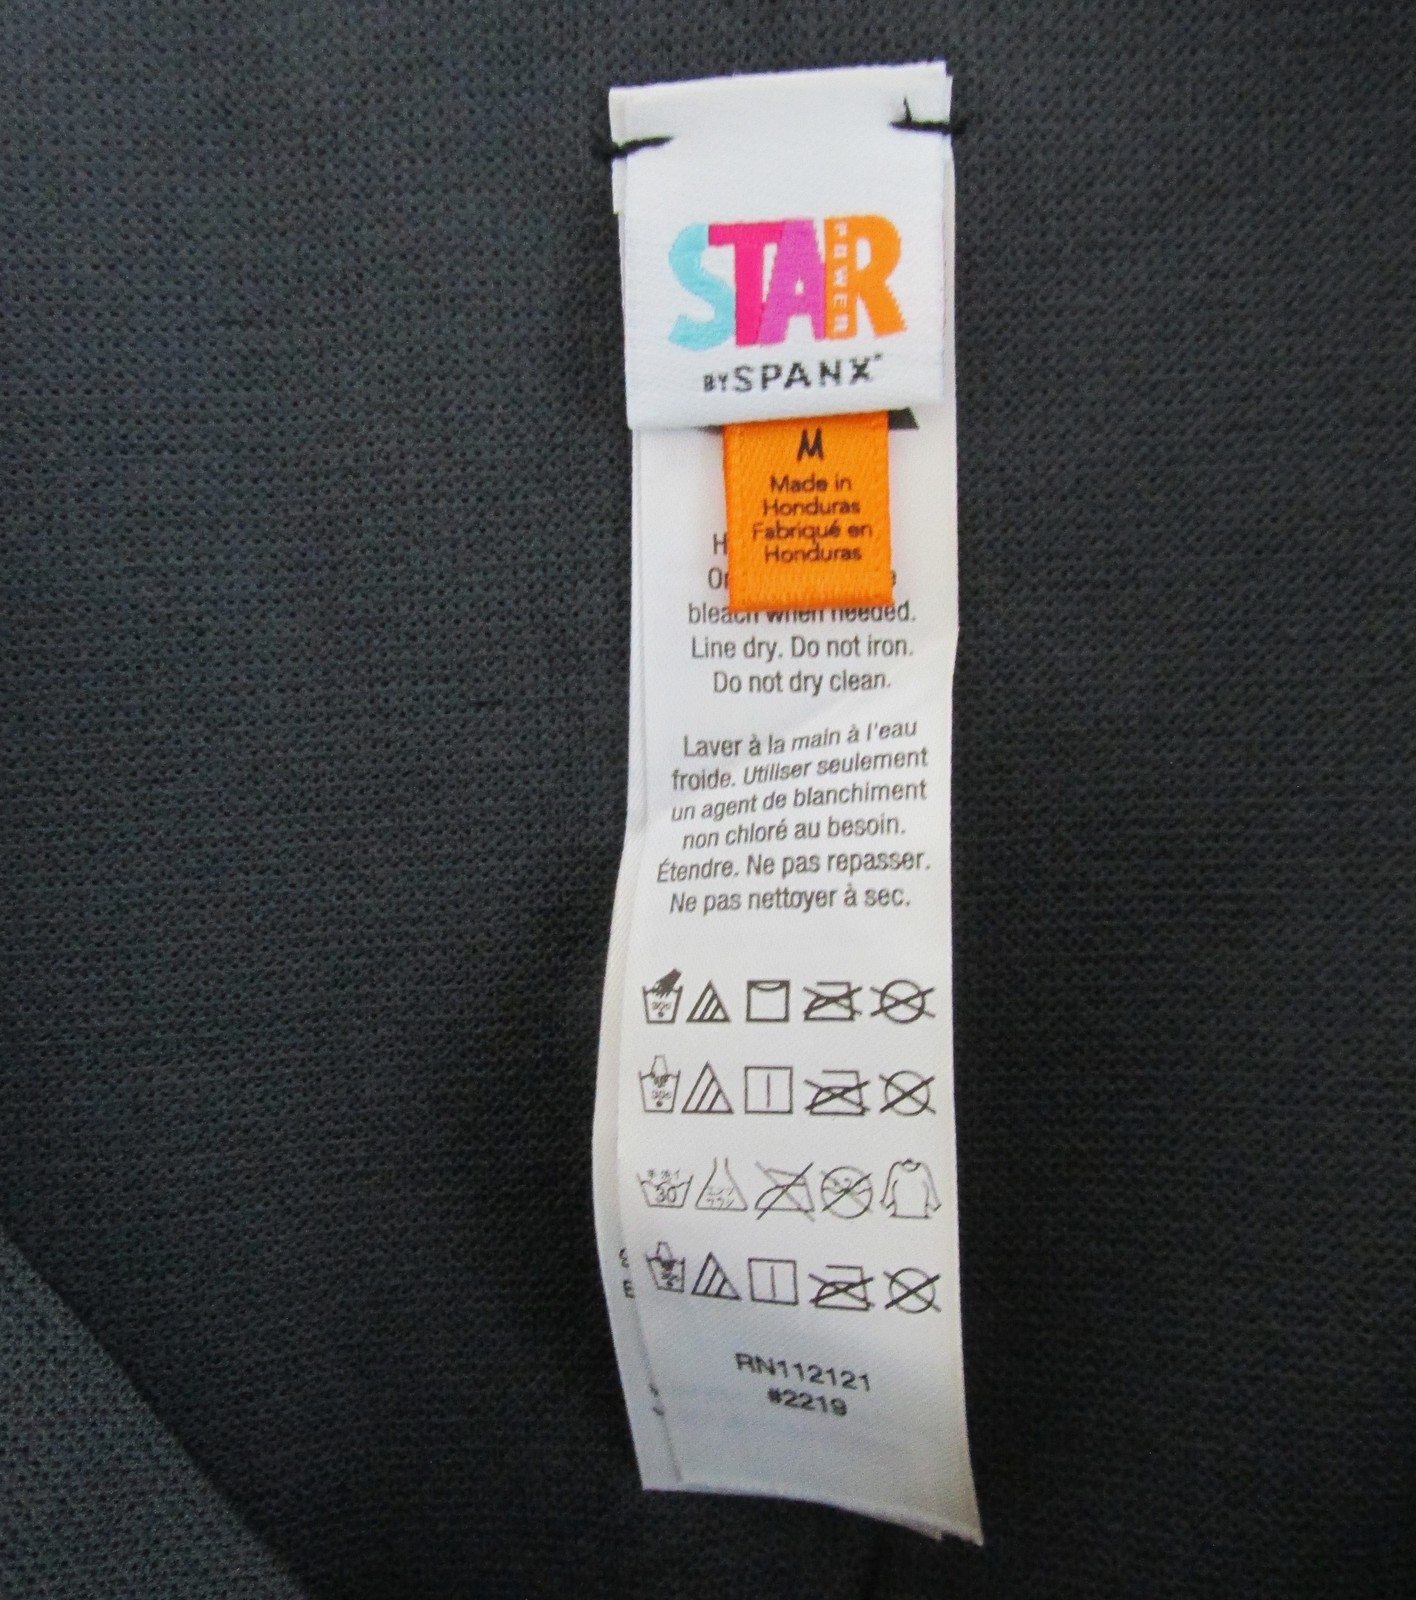 STAR
POWER
BY SPANX
M
Made in
Honduras
Fabriqué en
Honduras
bleach when needed.
Line dry. Do not iron.
Do not dry clean.
Laver à la main à l'eau
froide. Utiliser seulement
un agent de blanchiment
non chloré au besoin.
Étendre. Ne pas repasser.
Ne pas nettoyer à sec.
30c
30c
30
RN112121
#2219